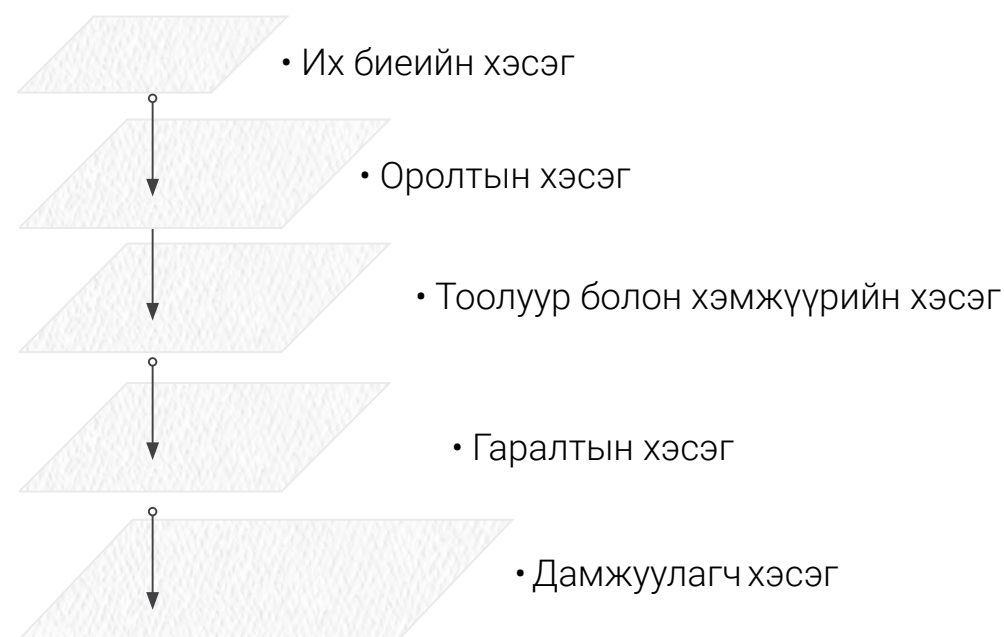 • Их биеийн хэсэг
• Оролтын хэсэг
• Тоолуур болон хэмжүүрийн хэсэг
• Гаралтын хэсэг
• Дамжуулагч хэсэг